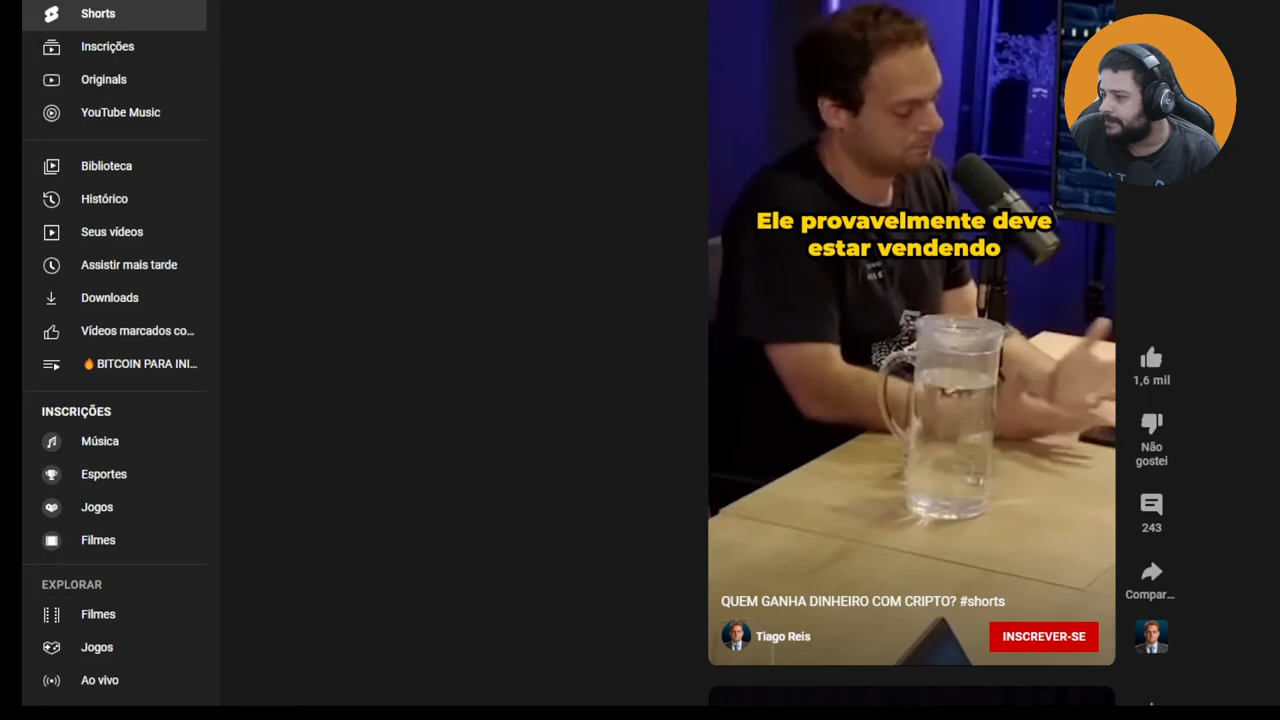 Shorts
Inscrições
Originals
YouTube Music
Biblioteca
Histórico
Seus vídeos
Assistir mais tarde
Downloads
Vídeos marcados co...
🔥BITCOIN PARA INI...
INSCRIÇÕES
Música
Esportes
Jogos
Filmes
EXPLORAR
Filmes
Jogos
Ao vivo
Ele provavelmente deve
estar vendendo
QUEM GANHA DINHEIRO COM CRIPTO? #shorts
Tiago Reis
INSCREVER-SE
1,6 mil
Não
gostei
243
Compar...